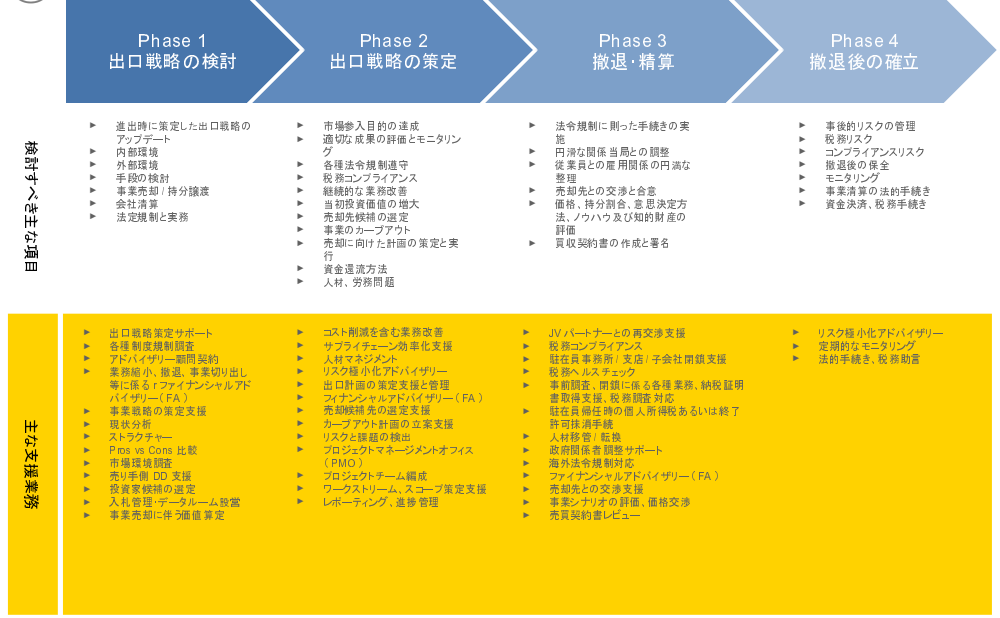 Phase 1
出口戦略の検討
Phase 2
出口戦略の策定
Phase 3
撤退・精算
Phase 4
撤退後の確立
検討すべき主な項目
► 進出時に策定した出口戦略の
アップデート
► 内部環境
► 外部環境
► 手段の検討
► 事業売却 / 持分譲渡
► 会社清算
► 法定規制と実務
► 市場参入目的の達成
► 適切な成果の評価とモニタリン
グ
► 各種法令規制遵守
► 税務コンプライアンス
► 継続的な業務改善
► 当初投資価値の増大
► 売却先候補の選定
► 事業のカーブアウト
► 売却に向けた計画の策定と実
行
► 資金還流方法
► 人材、労務問題
► 法令規制に則った手続きの実
施
► 円滑な関係当局との調整
► 従業員との雇用関係の円満な
整理
► 売却先との交渉と合意
► 価格、持分割合、意思決定方
法、ノウハウ及び知的財産の
評価
► 買収契約書の作成と署名
► 事後的リスクの管理
► 税務リスク
► コンプライアンスリスク
► 撤退後の保全
► モニタリング
► 事業清算の法的手続き
► 資金決済、税務手続き
主な支援業務
► 出口戦略策定サポート
► 各種制度規制調査
► アドバイザリー顧問契約
► 業務縮小、撤退、事業切り出し
等に係るrファイナンシャルアド
バイザリー（FA）
► 事業戦略の策定支援
► 現状分析
► ストラクチャー
► Pros vs Cons 比較
► 市場環境調査
► 売り手側 DD 支援
► 投資家候補の選定
► 入札管理・データルーム設営
► 事業売却に伴う価値算定
► コスト削減を含む業務改善
► サプライチェーン効率化支援
► 人材マネジメント
► リスク極小化アドバイザリー
► 出口計画の策定支援と管理
► フィナンシャルアドバイザリー（FA）
► 売却候補先の選定支援
► カーブアウト計画の立案支援
► リスクと課題の検出
► プロジェクトマネージメントオフィス
（PMO）
► プロジェクトチーム編成
► ワークストリーム、スコープ策定支援
► レポーティング、進捗管理
► JVパートナーとの再交渉支援
► 税務コンプライアンス
► 駐在員事務所 / 支店 / 子会社閉鎖支援
► 税務ヘルスチェック
► 事前調査、閉鎖に係る各種業務、納税証明
書取得支援、税務調査対応
► 駐在員帰任時の個人所得税あるいは終了
許可抹消手続
► 人材移管 / 転換
► 政府関係者調整サポート
► 海外法令規制対応
► ファイナンシャルアドバイザリー（FA）
► 売却先との交渉支援
► 事業シナリオの評価、価格交渉
► 売買契約書レビュー
► リスク極小化アドバイザリー
► 定期的なモニタリング
► 法的手続き、税務助言